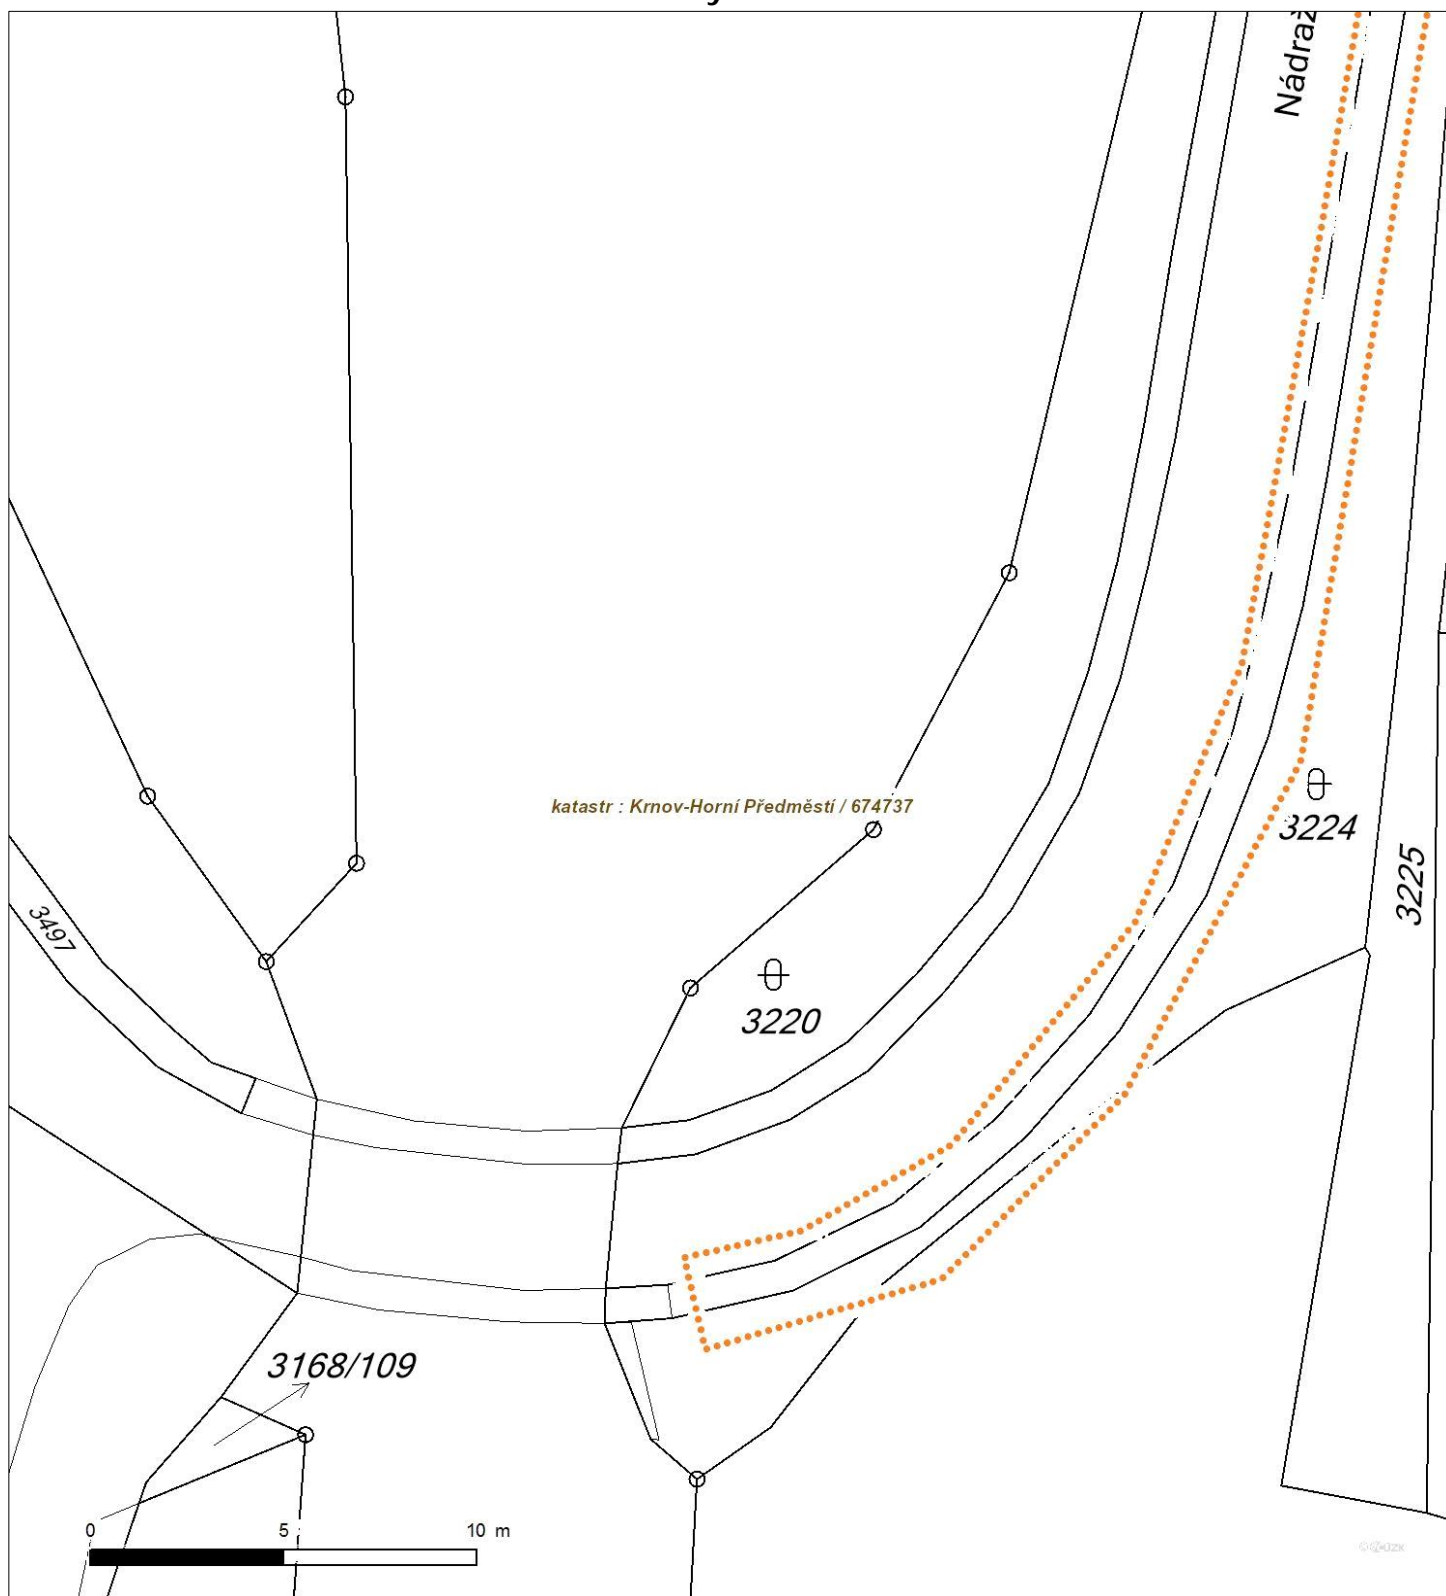 Nádraž
katastr : Krnov-Horní Předměstí / 674737
3224
3225
3497
3220
3168/109
0 5 10 m